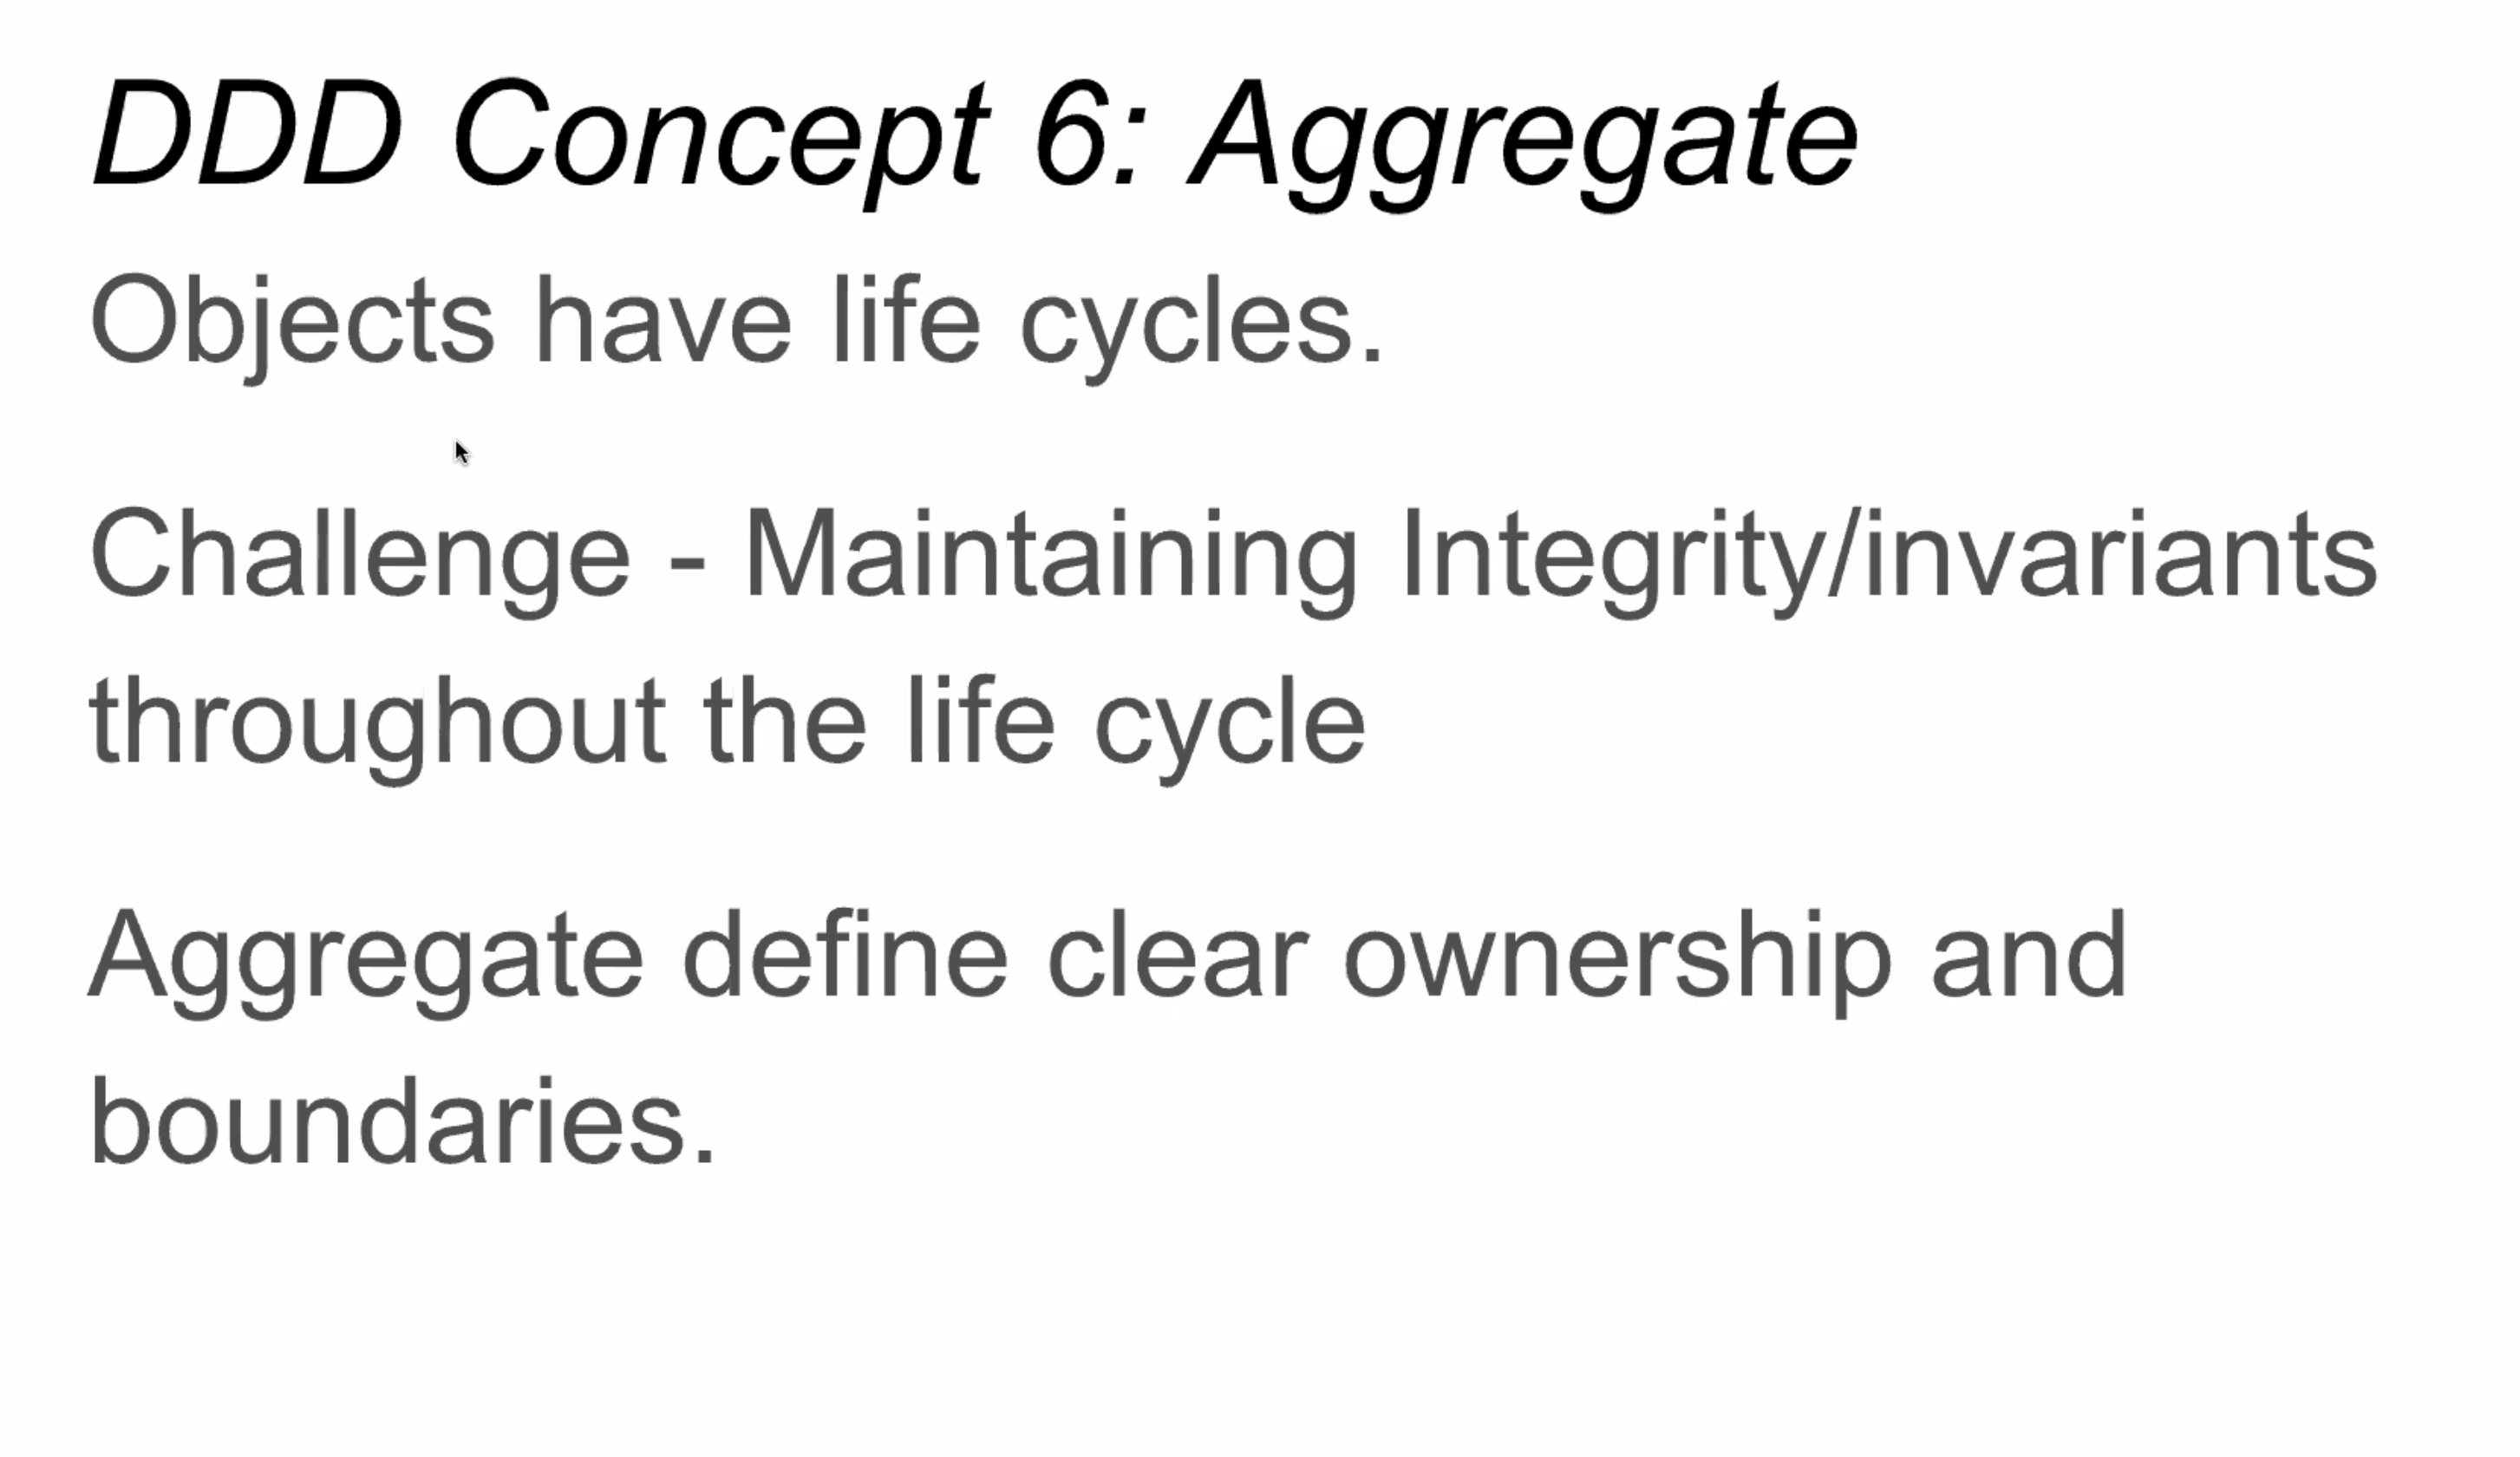 DDD Concept 6: Aggregate
Objects have life cycles.
Challenge - Maintaining Integrity/invariants
throughout the life cycle
Aggregate define clear ownership and
boundaries.